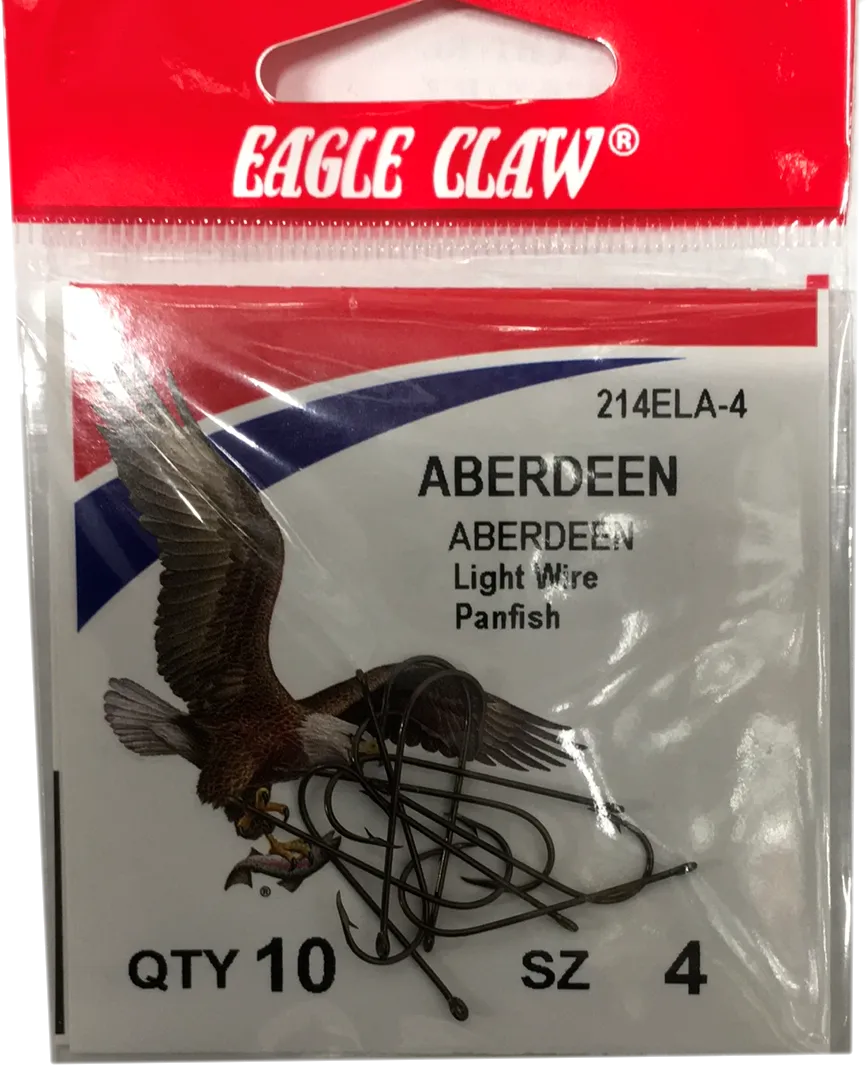 EAGLE CLAW®
214ELA-4
ABERDEEN
ABERDEEN
Light Wire
Panfish
®
QTY 10 SZ 4